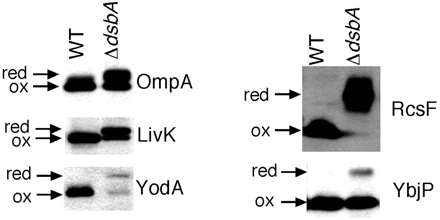 WT ΔdsbA
red
ox OmpA
red
ox LivK
red
ox YodA
WT ΔdsbA
red
ox RcsF
red
ox YbjP